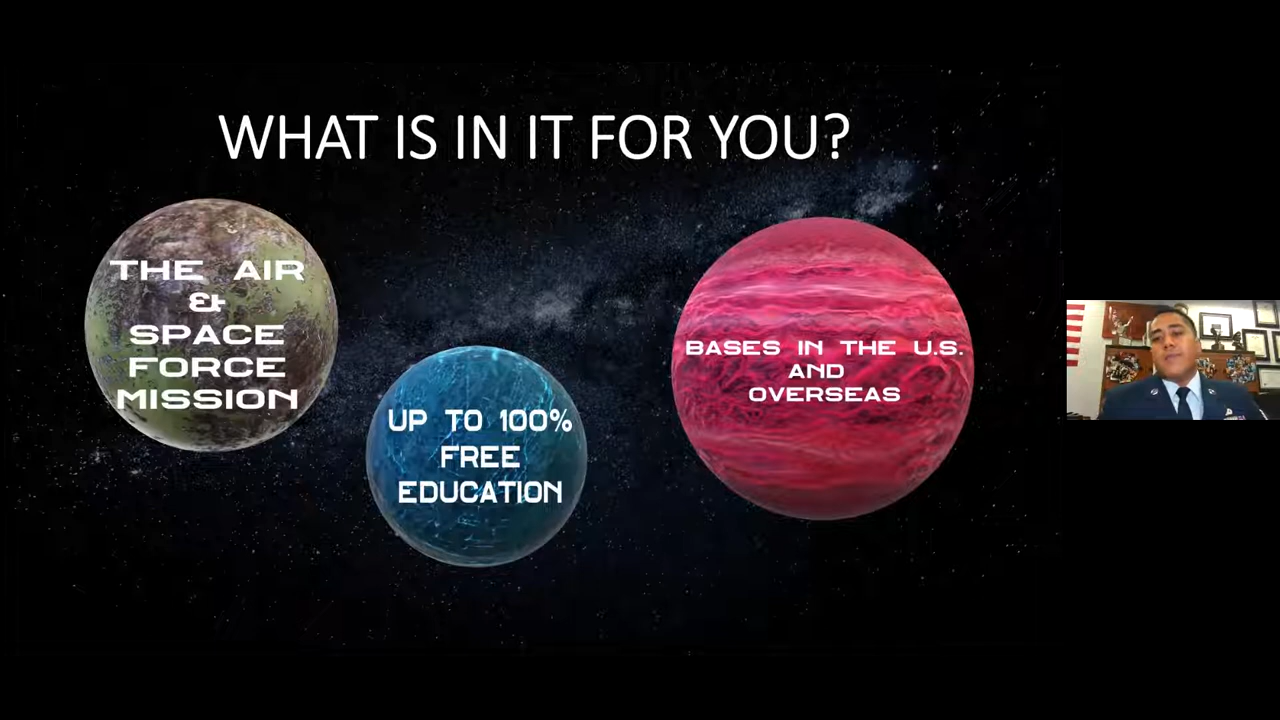 WHAT IS IN IT FOR YOU?
THE AIR
&
SPACE
FORCE
MISSION
UP TO 100%
FREE
EDUCATION
BASES IN THE U.S.
AND
OVERSEAS